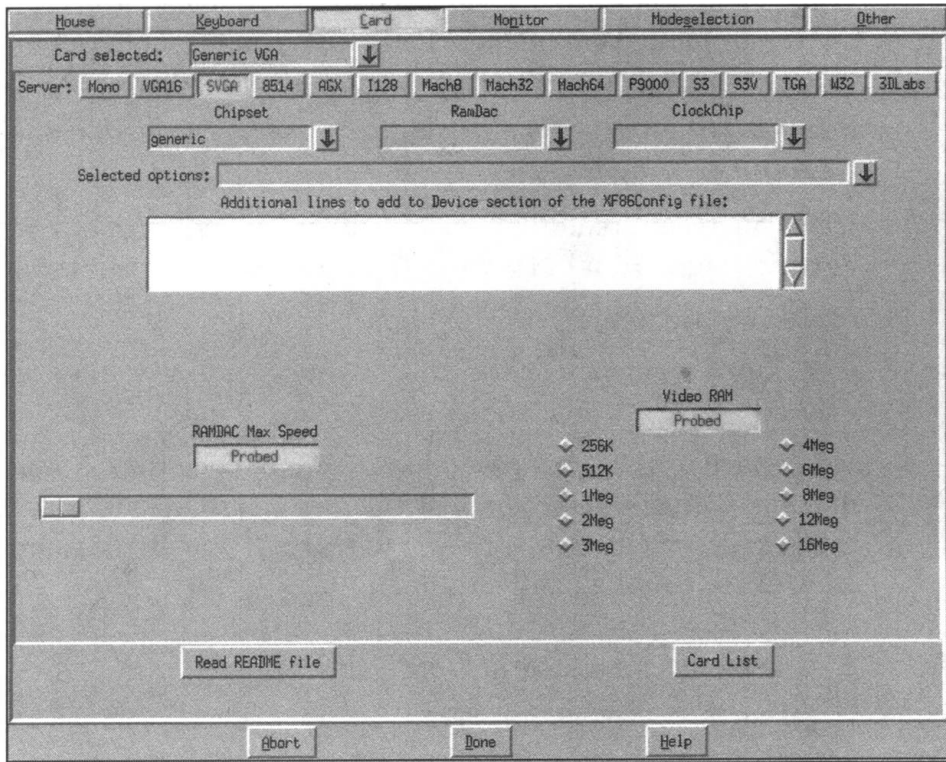 Mouse Keyboard Card Monitor Modeselection Other
Card selected: Generic VGA
Server: Mono VGA16 SVGA 8514 AGX I128 Mach8 Mach32 Mach64 P9000 S3 S3V TGA W32 3DLabs
Chipset RamDac ClockChip
generic
Selected options:
Additional lines to add to Device section of the XF86Config file:
Video RAM
Probed
RAMDAC Max Speed
Probed
256K 4Meg
512K 6Meg
1Meg 8Meg
2Meg 12Meg
3Meg 16Meg
Read README file Card List
Abort Done Help